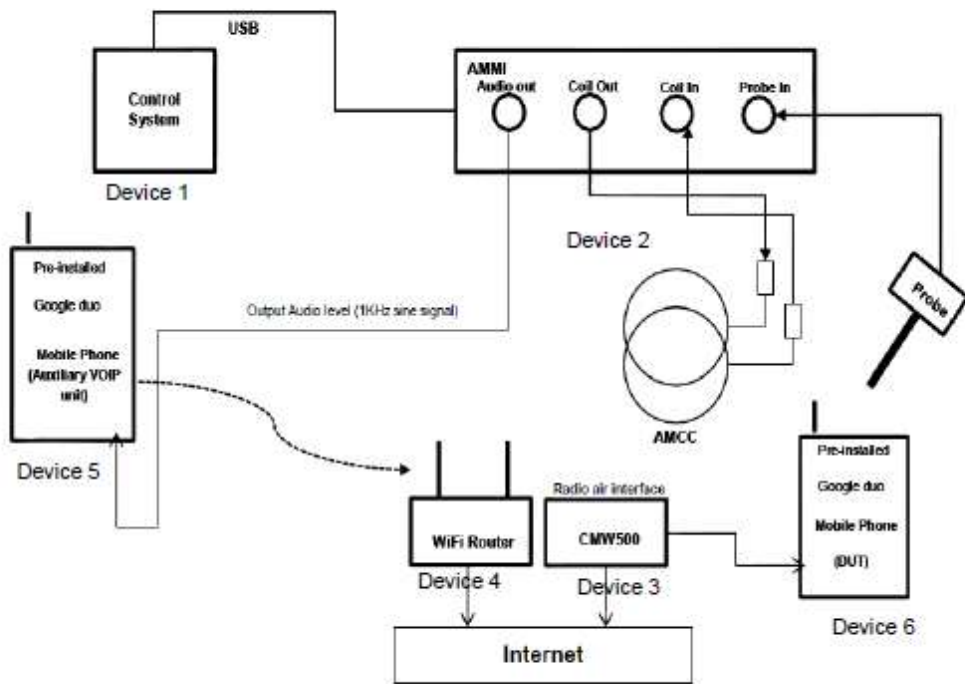 USB
AMMI
Audio out
Coil Out
Coil In
Probe In
Control
System
Device 1
Device 2
Pre-installed
Google duo
Mobile Phone
(Auxiliary VOIP
unit)
Device 5
Output Audio level (1KHz sine signal)
Probe
AMCC
Pre-installed
Google duo
Mobile Phone
(DUT)
Device 6
Radio air interface
WiFi Router
CMW500
Device 4
Device 3
Internet